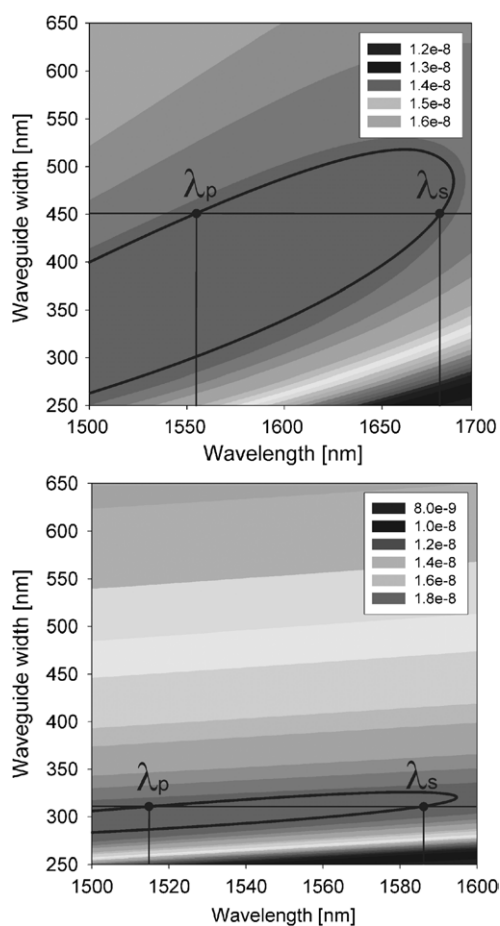 650
600
550
500
450
400
350
300
250
Waveguide width [nm]
1.2e-8
1.3e-8
1.4e-8
1.5e-8
1.6e-8
λp
λs
1500
1550
1600
1650
1700
Wavelength [nm]
650
600
550
500
450
400
350
300
250
Waveguide width [nm]
8.0e-9
1.0e-8
1.2e-8
1.4e-8
1.6e-8
1.8e-8
λp
λs
1500
1520
1540
1560
1580
1600
Wavelength [nm]